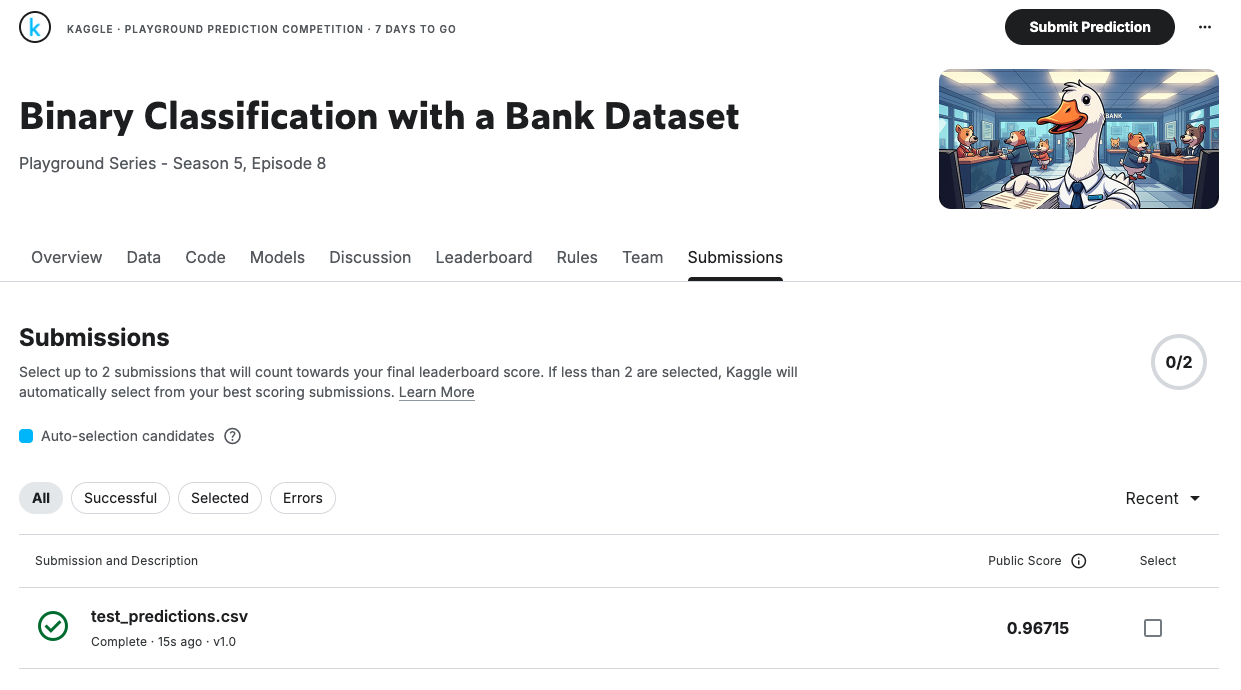 k
KAGGLE · PLAYGROUND PREDICTION COMPETITION · 7 DAYS TO GO
Submit Prediction
Binary Classification with a Bank Dataset
Playground Series - Season 5, Episode 8
BANK
Overview Data Code Models Discussion Leaderboard Rules Team Submissions
Submissions
Select up to 2 submissions that will count towards your final leaderboard score. If less than 2 are selected, Kaggle will
automatically select from your best scoring submissions. Learn More
0/2
Auto-selection candidates
All Successful Selected Errors
Recent
Submission and Description Public Score Select
test_predictions.csv
Complete · 15s ago · v1.0
0.96715